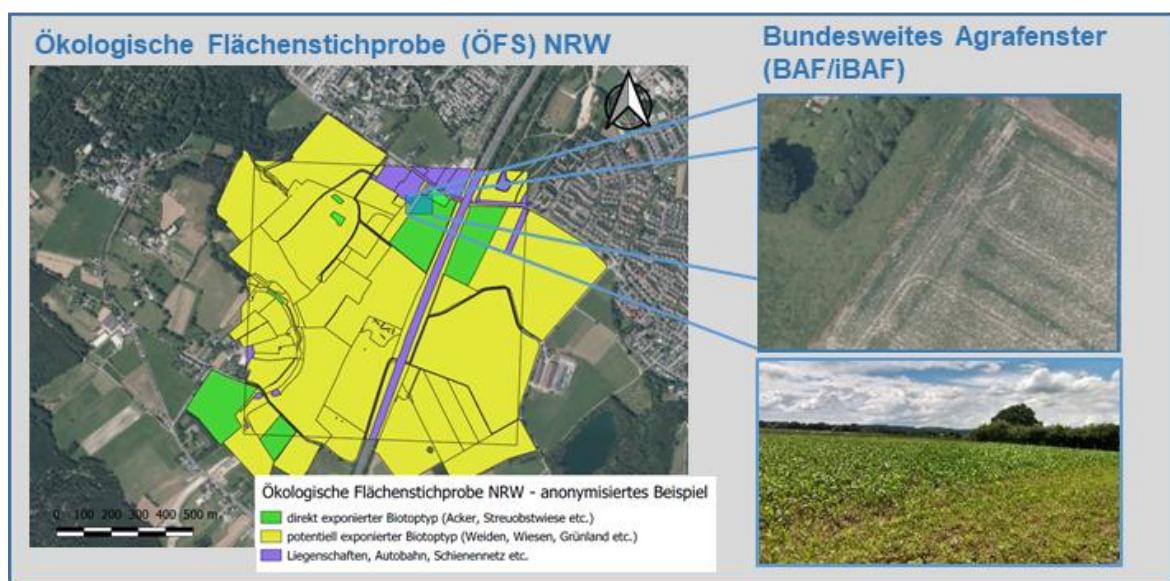 Ökologische Flächenstichprobe (ÖFS) NRW
Bundesweites Agrafenster
(BAF/iBAF)
Ökologische Flächenstichprobe NRW - anonymisiertes Beispiel
0 100 200 300 400 500 m
direkt exponierter Biotoptyp (Acker, Streuobstwiese etc.)
potentiell exponierter Biotoptyp (Weiden, Wiesen, Grünland etc.)
Liegenschaften, Autobahn, Schienennetz etc.